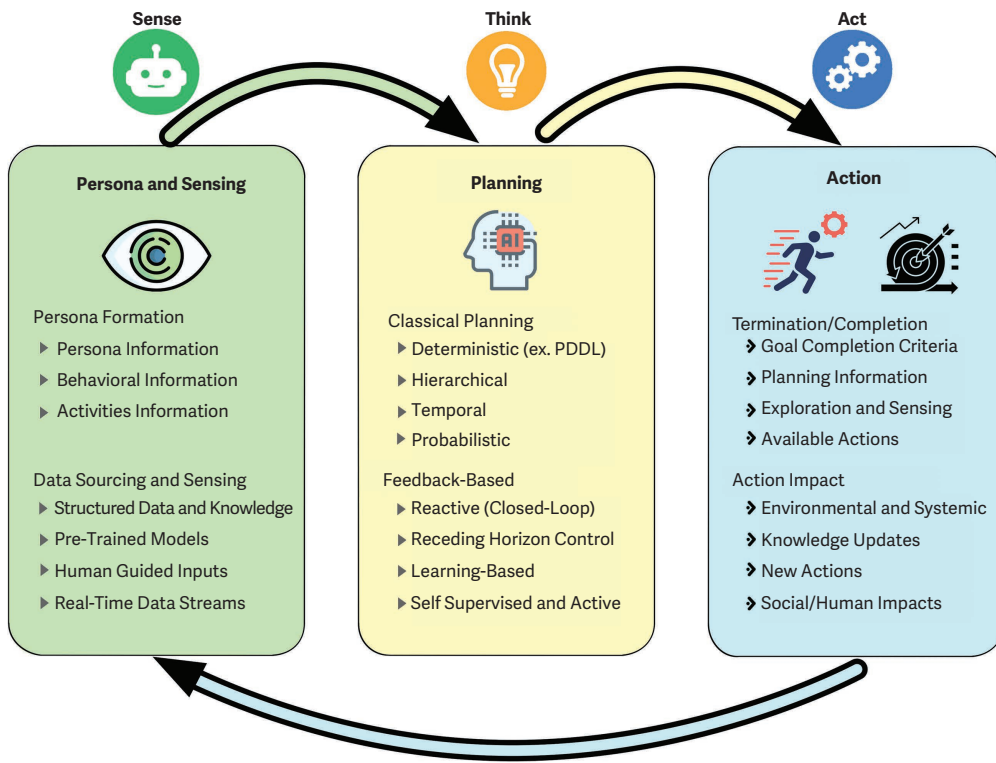 Sense
Think
Act
Persona and Sensing
Persona Formation
Persona Information
Behavioral Information
Activities Information
Data Sourcing and Sensing
Structured Data and Knowledge
Pre-Trained Models
Human Guided Inputs
Real-Time Data Streams
Planning
AI
Classical Planning
Deterministic (ex. PDDL)
Hierarchical
Temporal
Probabilistic
Feedback-Based
Reactive (Closed-Loop)
Receding Horizon Control
Learning-Based
Self Supervised and Active
Action
Termination/Completion
Goal Completion Criteria
Planning Information
Exploration and Sensing
Available Actions
Action Impact
Environmental and Systemic
Knowledge Updates
New Actions
Social/Human Impacts